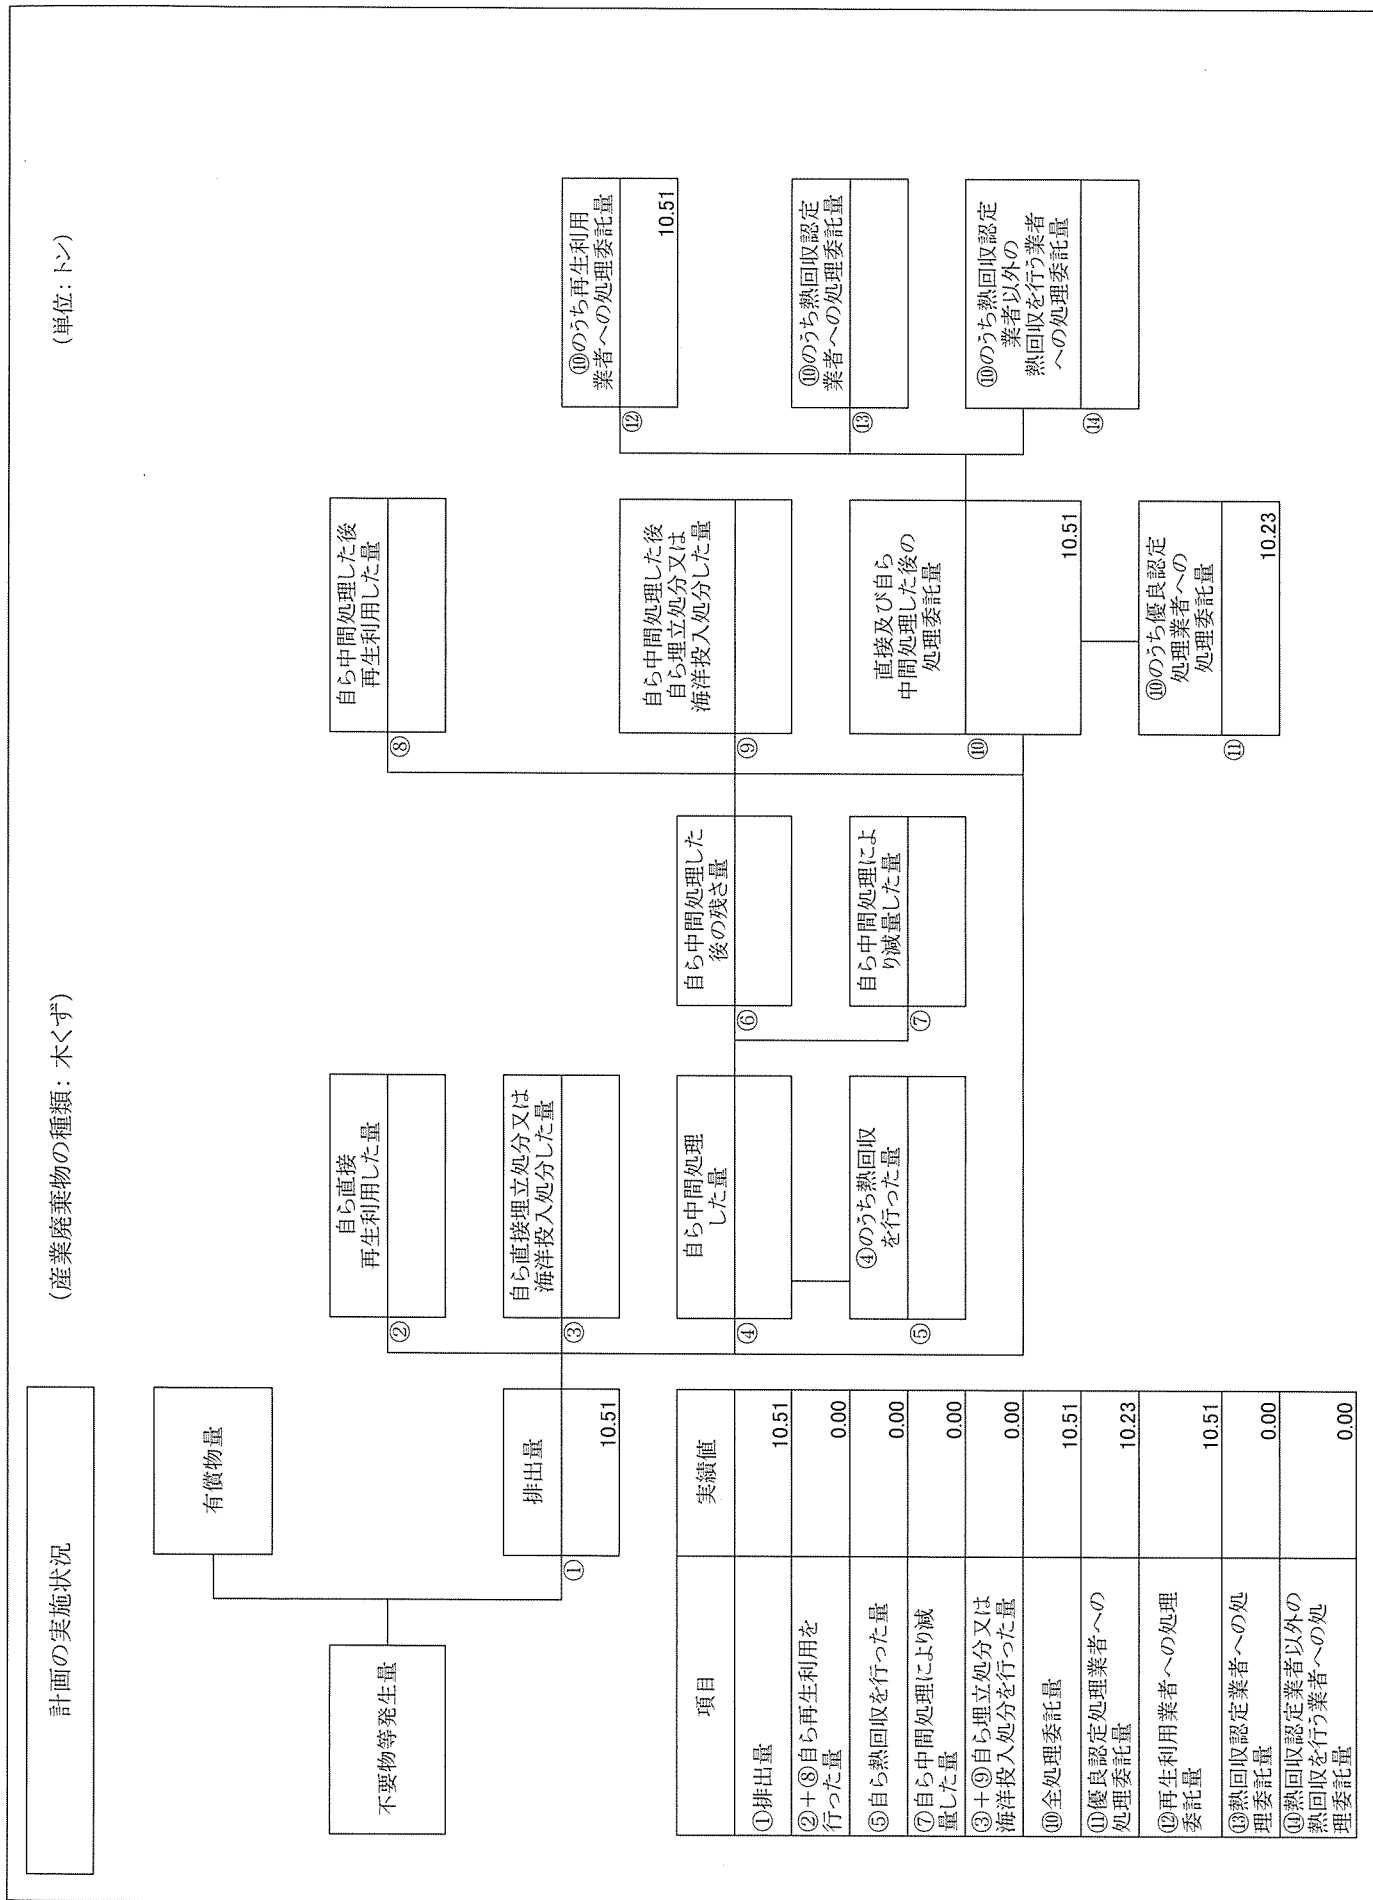 計画の実施状況
(産業廃棄物の種類: 木くず)
(単位: トン)
不要物等発生量
有償物量
①
排出量
10.51
②
自ら直接
再生利用した量
③
自ら直接埋立処分又は
海洋投入処分した量
④
自ら中間処理
した量
⑤
④のうち熱回収
を行った量
⑥
自ら中間処理した
後の残さ量
⑦
自ら中間処理によ
り減量した量
⑧
自ら中間処理した後
再生利用した量
⑨
自ら中間処理した後
自ら埋立処分又は
海洋投入処分した量
⑩
直接及び自ら
中間処理した後の
処理委託量
10.51
⑪
⑩のうち優良認定
処理業者への
処理委託量
10.23
⑫
⑩のうち再生利用
業者への処理委託量
10.51
⑬
⑩のうち熱回収認定
業者への処理委託量
⑭
⑩のうち熱回収認定
業者以外の
熱回収を行う業者
への処理委託量
項目 実績値
①排出量 10.51
②+⑧自ら再生利用を
行った量 0.00
⑤自ら熱回収を行った量 0.00
⑦自ら中間処理により減
量した量 0.00
③+⑨自ら埋立処分又は
海洋投入処分を行った量 0.00
⑩全処理委託量 10.51
⑪優良認定処理業者への
処理委託量 10.23
⑫再生利用業者への処理
委託量 10.51
⑬熱回収認定業者への処
理委託量 0.00
⑭熱回収認定業者以外の
熱回収を行う業者への処
理委託量 0.00